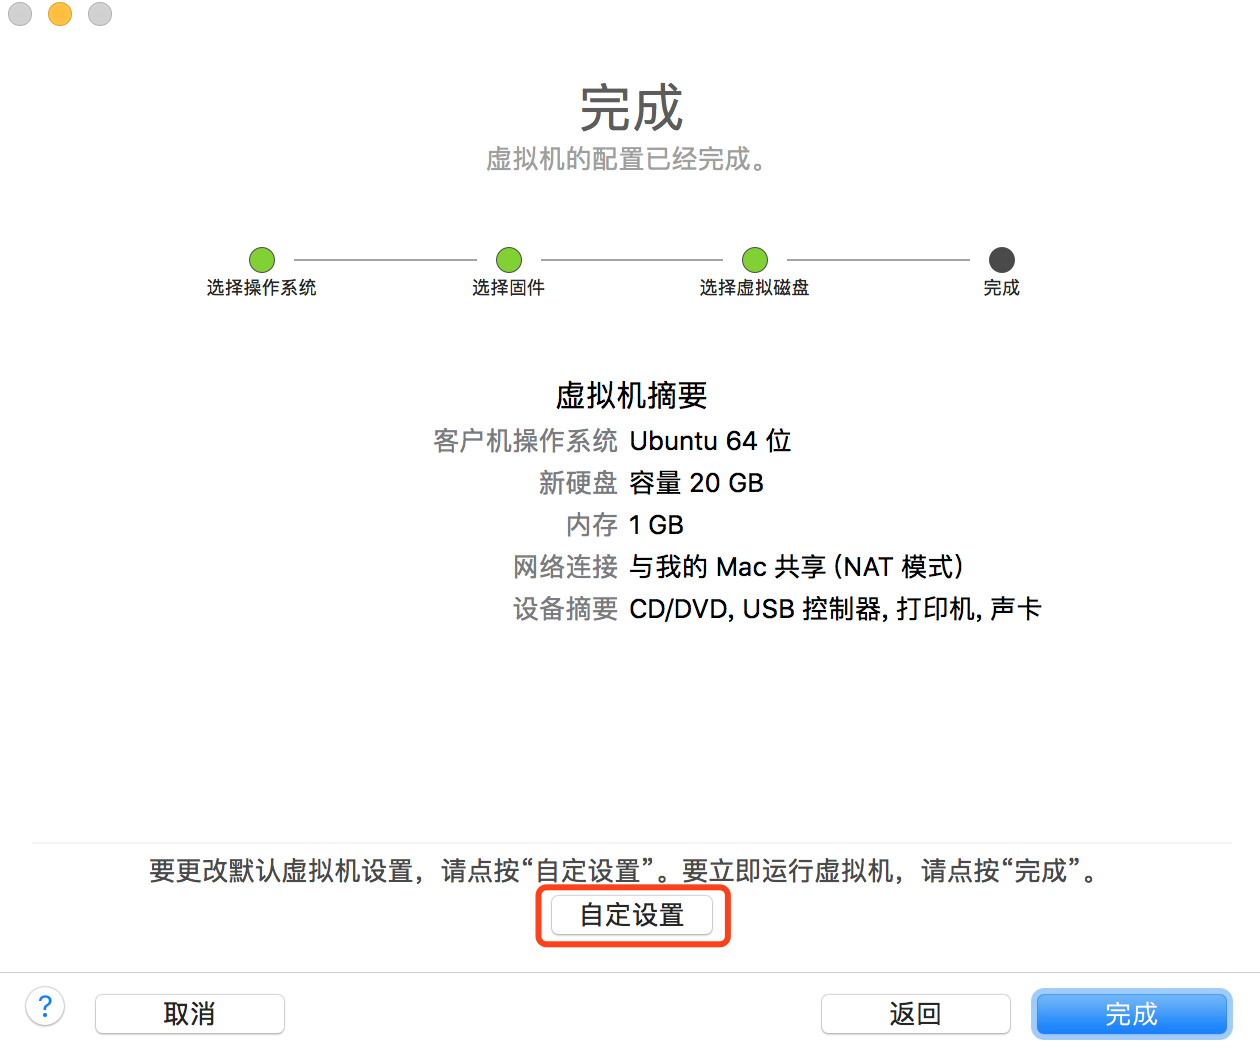 完成
虚拟机的配置已经完成。
选择操作系统
选择固件
选择虚拟磁盘
完成
虚拟机摘要
客户机操作系统 Ubuntu 64 位
新硬盘 容量 20 GB
内存 1 GB
网络连接 与我的 Mac 共享 (NAT 模式)
设备摘要 CD/DVD, USB 控制器, 打印机, 声卡
要更改默认虚拟机设置，请点按“自定设置”。要立即运行虚拟机，请点按“完成”。
自定设置
?
取消
返回
完成